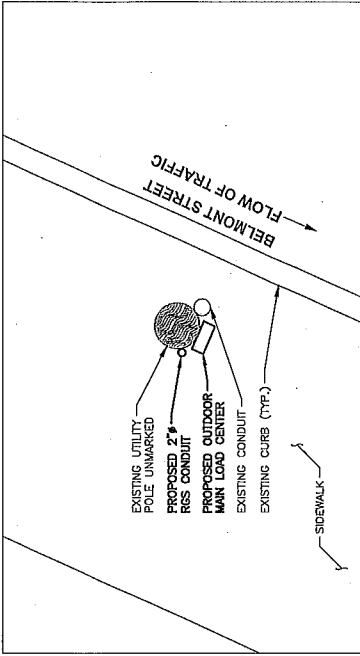 BELMONT STREET
FLOW OF TRAFFIC
EXISTING UTILITY
POLE UNMARKED
PROPOSED 2"ø
RGS CONDUIT
PROPOSED OUTDOOR
MAIN LOAD CENTER
EXISTING CONDUIT
EXISTING CURB (TYP.)
SIDEWALK